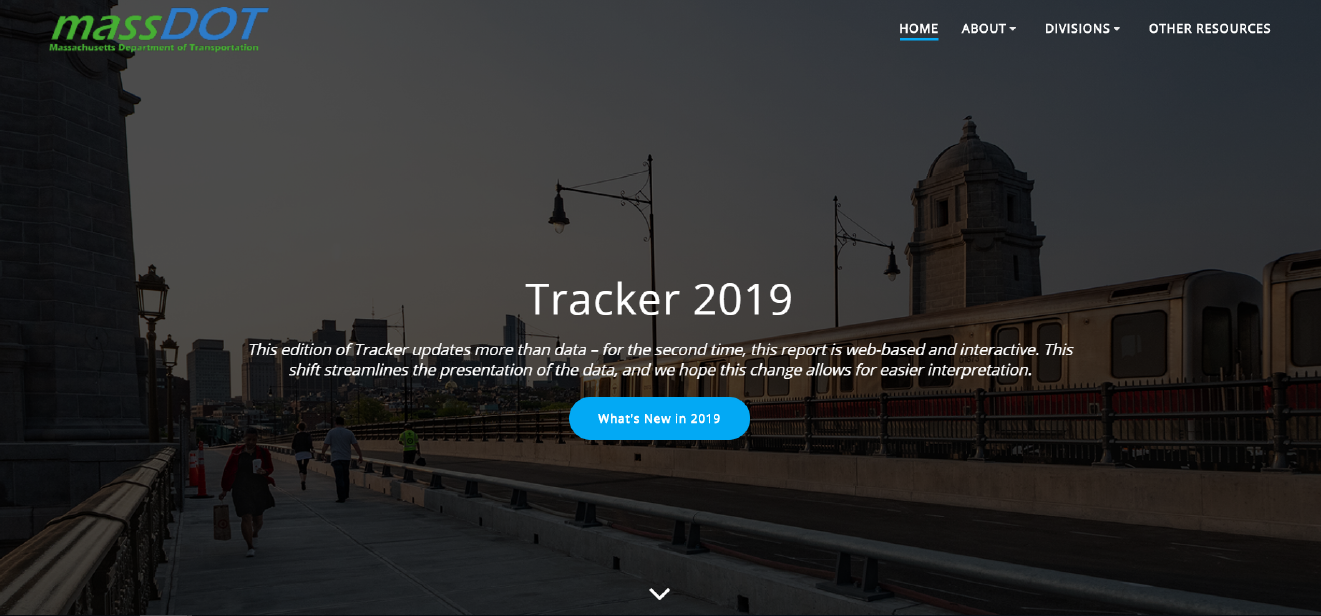 massDOT
Massachusetts Department of Transportation
HOME ABOUT DIVISIONS OTHER RESOURCES
Tracker 2019
This edition of Tracker updates more than data – for the second time, this report is web-based and interactive. This
shift streamlines the presentation of the data, and we hope this change allows for easier interpretation.
What's New in 2019